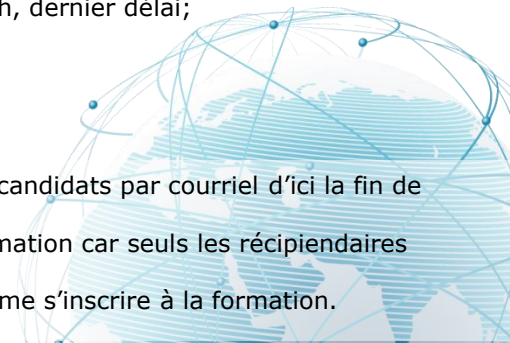 h, dernier délai;
candidats par courriel d’ici la fin de
mation car seuls les récipiendaires
me s’inscrire à la formation.